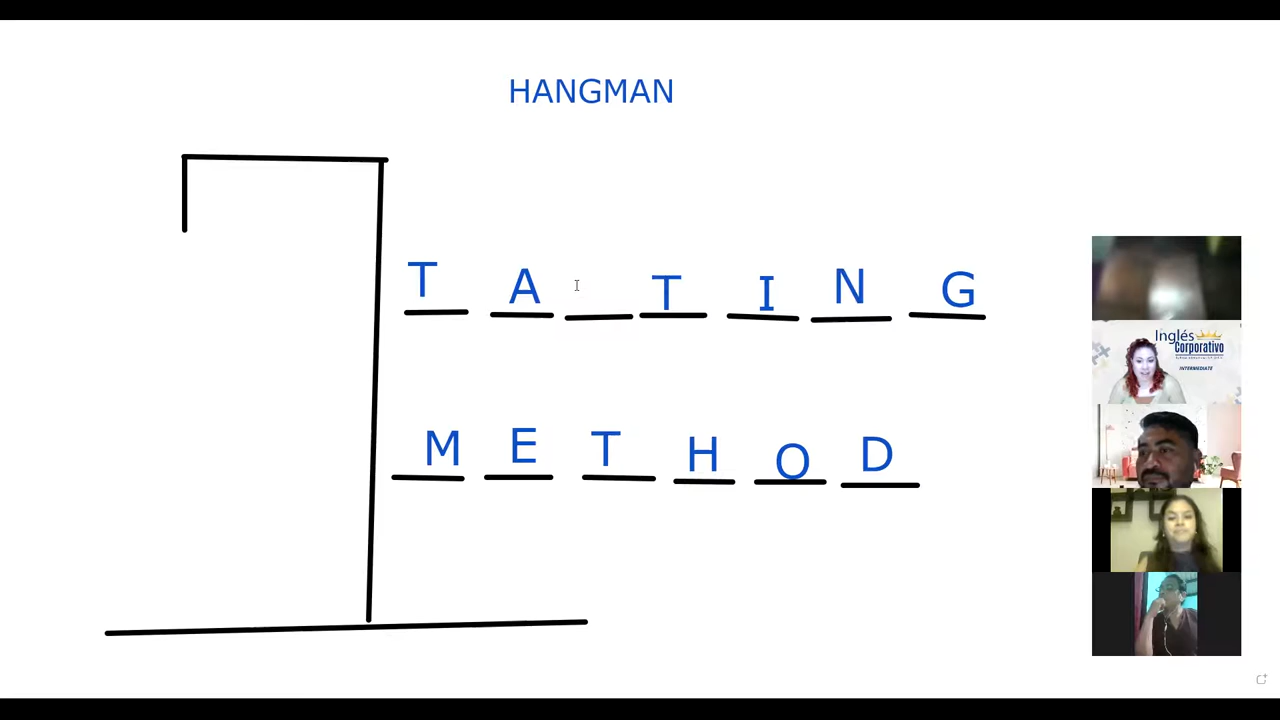 HANGMAN
T A _ T I N G
M E T H O D
Inglés
Corporativo
INTERMEDIATE